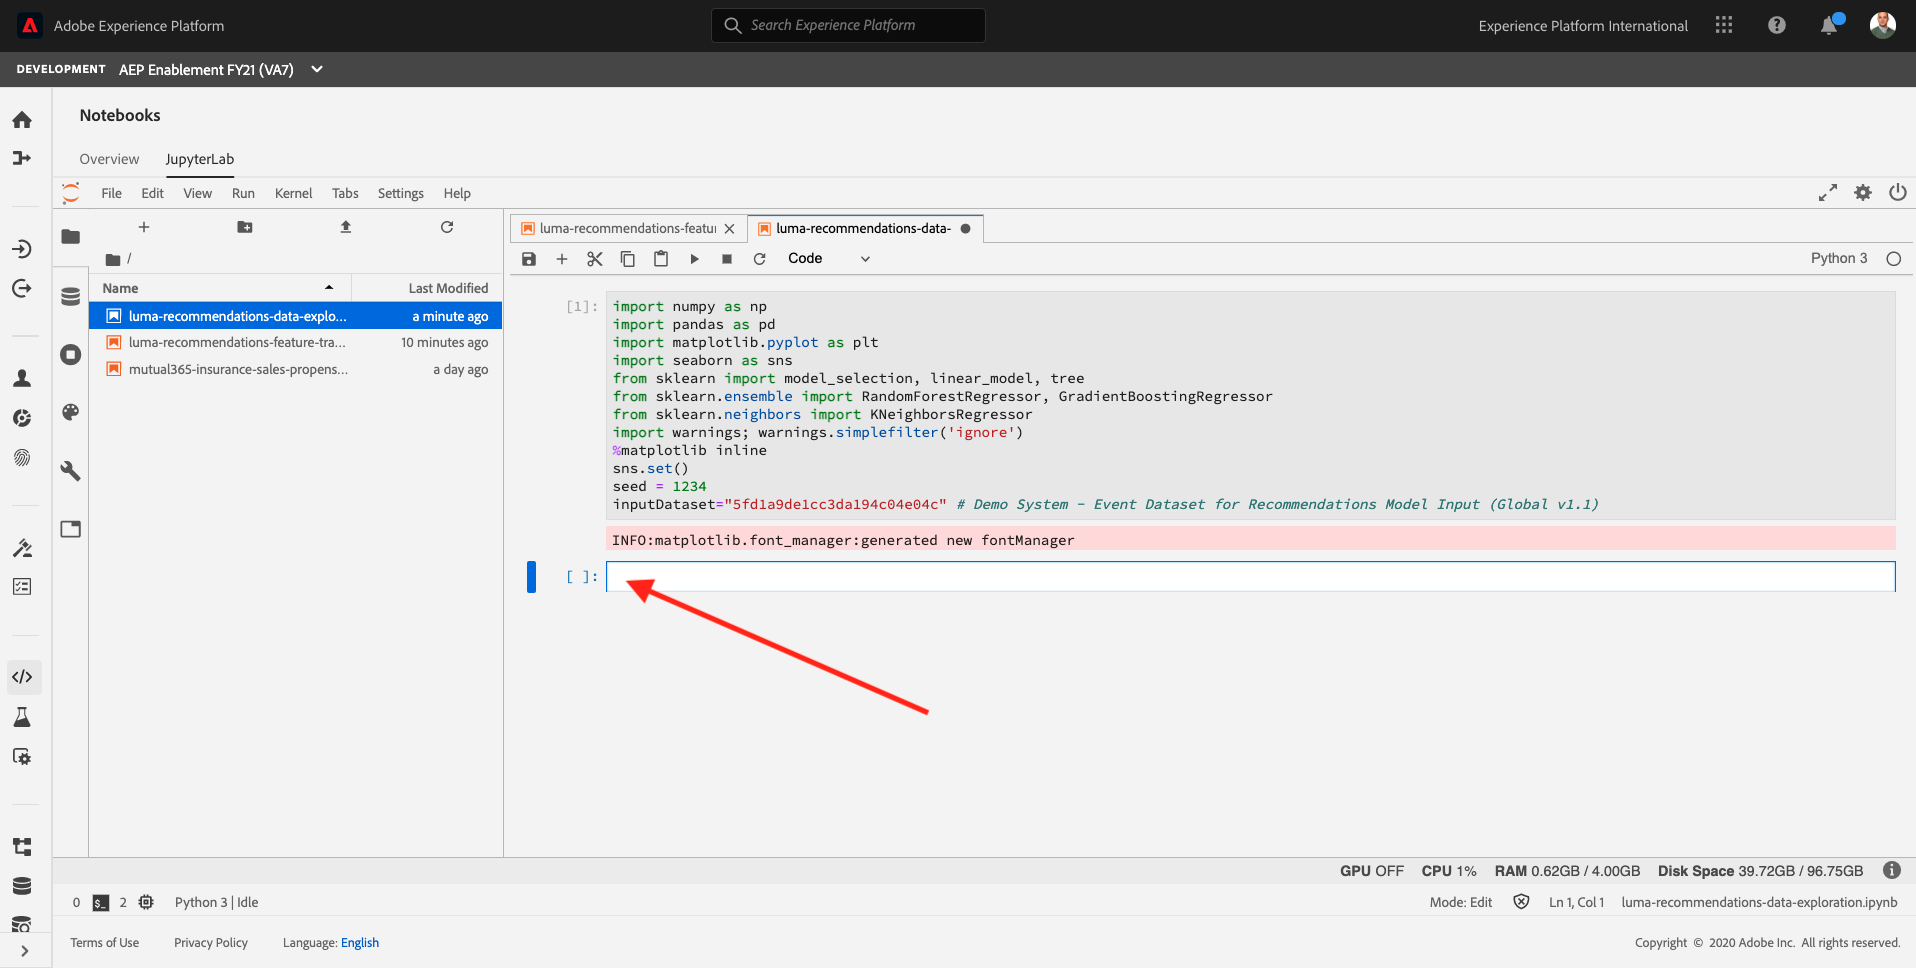 Adobe Experience Platform
Search Experience Platform
Experience Platform International
DEVELOPMENT AEP Enablement FY21 (VA7)
Notebooks
Overview JupyterLab
File Edit View Run Kernel Tabs Settings Help
luma-recommendations-featu
luma-recommendations-data-
/
Code
Python 3
Name Last Modified
luma-recommendations-data-explo... a minute ago
luma-recommendations-feature-tra... 10 minutes ago
mutual365-insurance-sales-propens... a day ago
[1]: import numpy as np
import pandas as pd
import matplotlib.pyplot as plt
import seaborn as sns
from sklearn import model_selection, linear_model, tree
from sklearn.ensemble import RandomForestRegressor, GradientBoostingRegressor
from sklearn.neighbors import KNeighborsRegressor
import warnings; warnings.simplefilter('ignore')
%matplotlib inline
sns.set()
seed = 1234
inputDataset="5fd1a9de1cc3da194c04e04c" # Demo System - Event Dataset for Recommendations Model Input (Global v1.1)
INFO:matplotlib.font_manager:generated new fontManager
[ ]:
GPU OFF CPU 1% RAM 0.62GB / 4.00GB Disk Space 39.72GB / 96.75GB
0 $_ 2 Python 3 | Idle
Mode: Edit Ln 1, Col 1 luma-recommendations-data-exploration.ipynb
Terms of Use Privacy Policy Language: English
Copyright © 2020 Adobe Inc. All rights reserved.